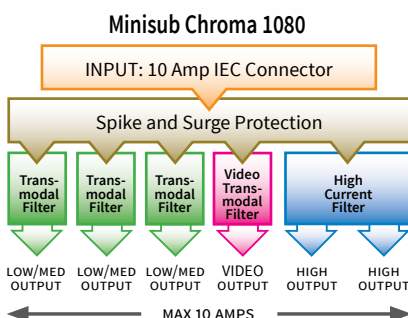 Minisub Chroma 1080
INPUT: 10 Amp IEC Connector
Spike and Surge Protection
Trans-
modal
Filter
Trans-
modal
Filter
Trans-
modal
Filter
Video
Trans-
modal
Filter
High
Current
Filter
LOW/MED
OUTPUT
LOW/MED
OUTPUT
LOW/MED
OUTPUT
VIDEO
OUTPUT
HIGH
OUTPUT
HIGH
OUTPUT
MAX 10 AMPS